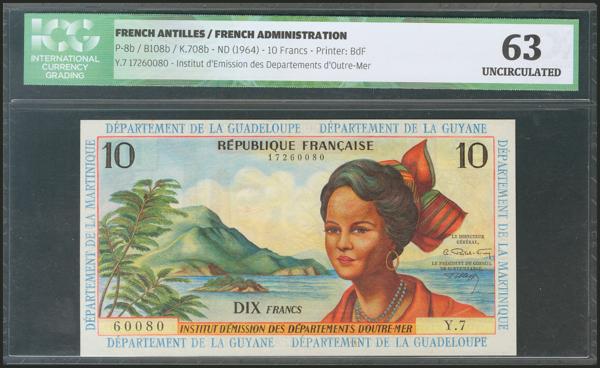 ICG
INTERNATIONAL
CURRENCY
GRADING
FRENCH ANTILLES / FRENCH ADMINISTRATION
P-8b / B108b / K.708b - ND (1964) - 10 Francs - Printer: BdF
Y.7 17260080 - Institut d'Emission des Departements d'Outre-Mer
63
UNCIRCULATED
DÉPARTEMENT DE LA GUADELOUPE
DÉPARTEMENT DE LA GUYANE
DÉPARTEMENT DE LA MARTINIQUE
10
RÉPUBLIQUE FRANÇAISE
17260080
10
DÉPARTEMENT DE LA MARTINIQUE
LE DIRECTEUR
GÉNÉRAL,
LE PRÉSIDENT DU CONSEIL
DE SURVEILLANCE,
DIX FRANCS
60080
INSTITUT D'ÉMISSION DES DÉPARTEMENTS D'OUTRE-MER
Y.7
DÉPARTEMENT DE LA GUYANE
DÉPARTEMENT DE LA GUADELOUPE